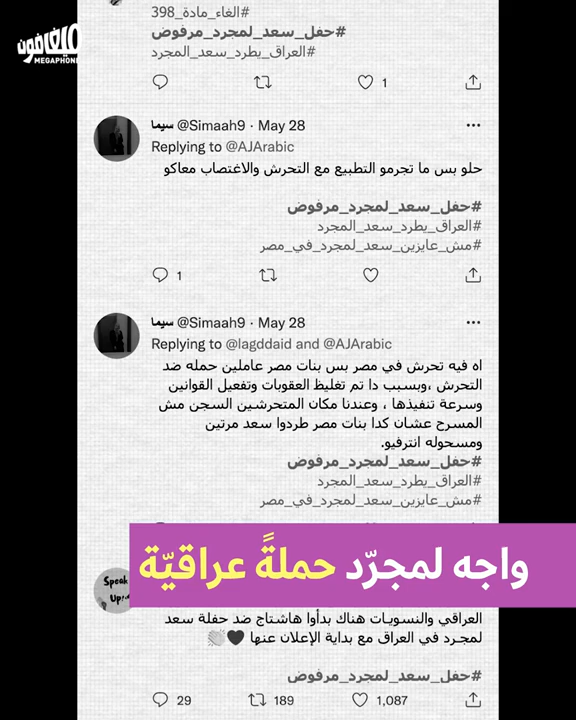 ميغافون
MEGAPHONE
#الغاء_مادة_398
#حفل_سعد_لمجرد_مرفوض
#العراق_يطرد_سعد_المجرد
1
سيما @Simaah9 · May 28
Replying to @AJArabic
حلو بس ما تجرمو التطبيع مع التحرش والاغتصاب معاكو
#حفل_سعد_لمجرد_مرفوض
#العراق_يطرد_سعد_المجرد
#مش_عايزين_سعد_لمجرد_في_مصر
1
سيما @Simaah9 · May 28
Replying to @lagddaid and @AJArabic
اه فيه تحرش في مصر بس بنات مصر عاملين حمله ضد
التحرش ،وبسبب دا تم تغليظ العقوبات وتفعيل القوانين
وسرعة تنفيذها ، وعندنا مكان المتحرشين السجن مش
المسرح عشان كدا بنات مصر طردوا سعد مرتين
ومسحوله انترفيو.
#حفل_سعد_لمجرد_مرفوض
#العراق_يطرد_سعد_المجرد
#مش_عايزين_سعد_لمجرد_في_مصر
واجه لمجرّد حملةً عراقيّة
Speak
Up!
العراقي والنسويات هناك بدأوا هاشتاج ضد حفلة سعد
لمجرد في العراق مع بداية الإعلان عنها 🖤👏🏻
#حفل_سعد_لمجرد_مرفوض
29 189 1,087